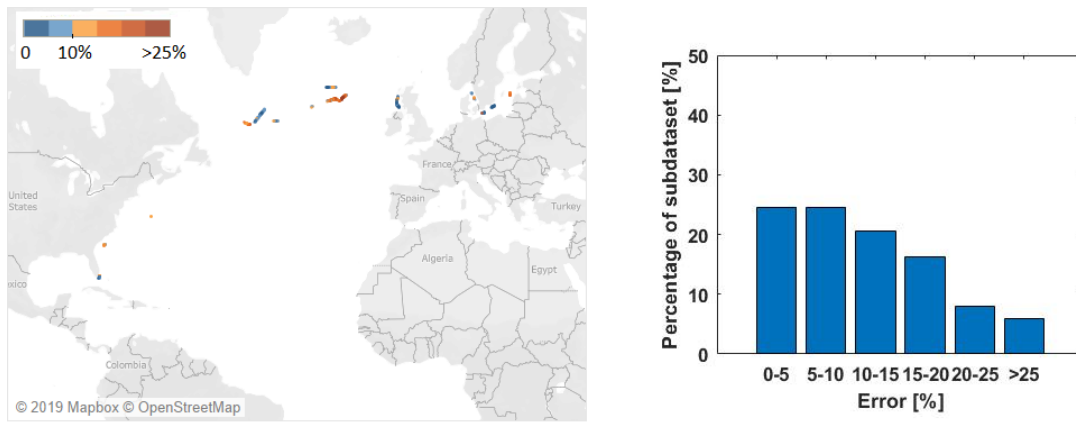 0 10% >25%
United
States
exico
Colombia
France
Spain
Turkey
Algeria
Egypt
© 2019 Mapbox © OpenStreetMap
Percentage of subdataset [%]
50
40
30
20
10
0
0-5 5-10 10-15 15-20 20-25 >25
Error [%]